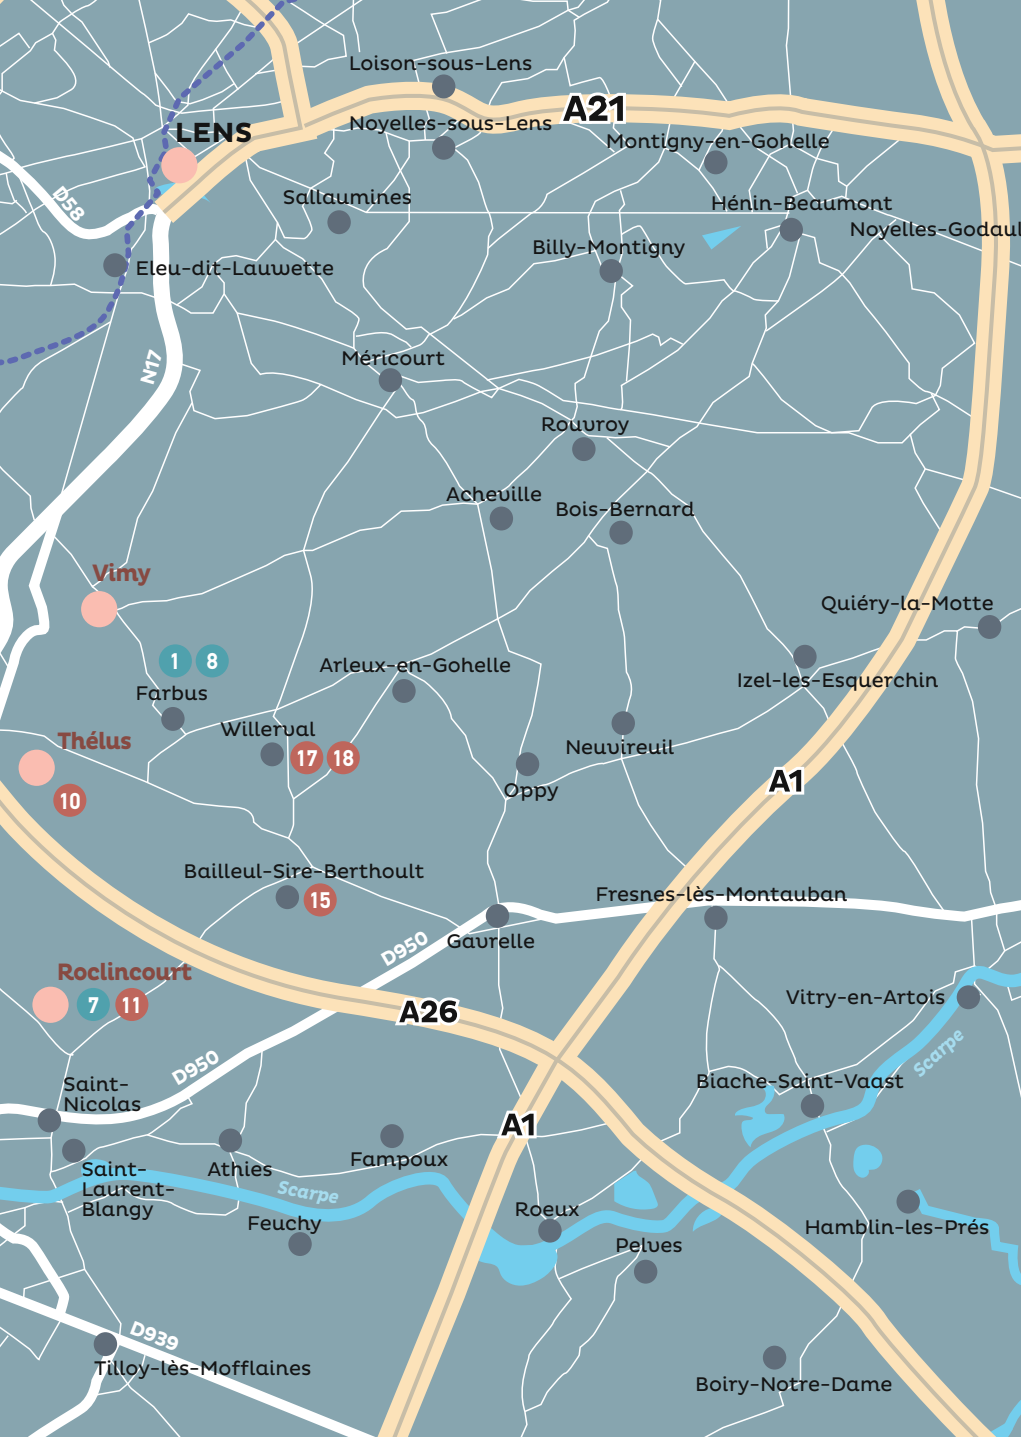 Loison-sous-Lens
A21
LENS
Noyelles-sous-Lens
Montigny-en-Gohelle
D58
Sallaumines
Hénin-Beaumont
Noyelles-Godaul
Billy-Montigny
Eleu-dit-Lauwette
N17
Méricourt
Rouvroy
Acheville
Bois-Bernard
Vimy
Quiéry-la-Motte
1 8
Arleux-en-Gohelle
Izel-les-Esquerchin
Farbus
Willerval
Thélus
17 18
Neuvireuil
A1
Oppy
10
Bailleul-Sire-Berthoult
15
Fresnes-lès-Montauban
D950
Gavrelle
Roclincourt
7 11
Vitry-en-Artois
A26
Scarpe
D950
Saint-
Nicolas
Biache-Saint-Vaast
A1
Saint-
Laurent-
Blangy
Athies
Fampoux
Scarpe
Feuchy
Roeux
Hamblin-les-Prés
Pelves
D939
Tilloy-lès-Mofflaines
Boiry-Notre-Dame